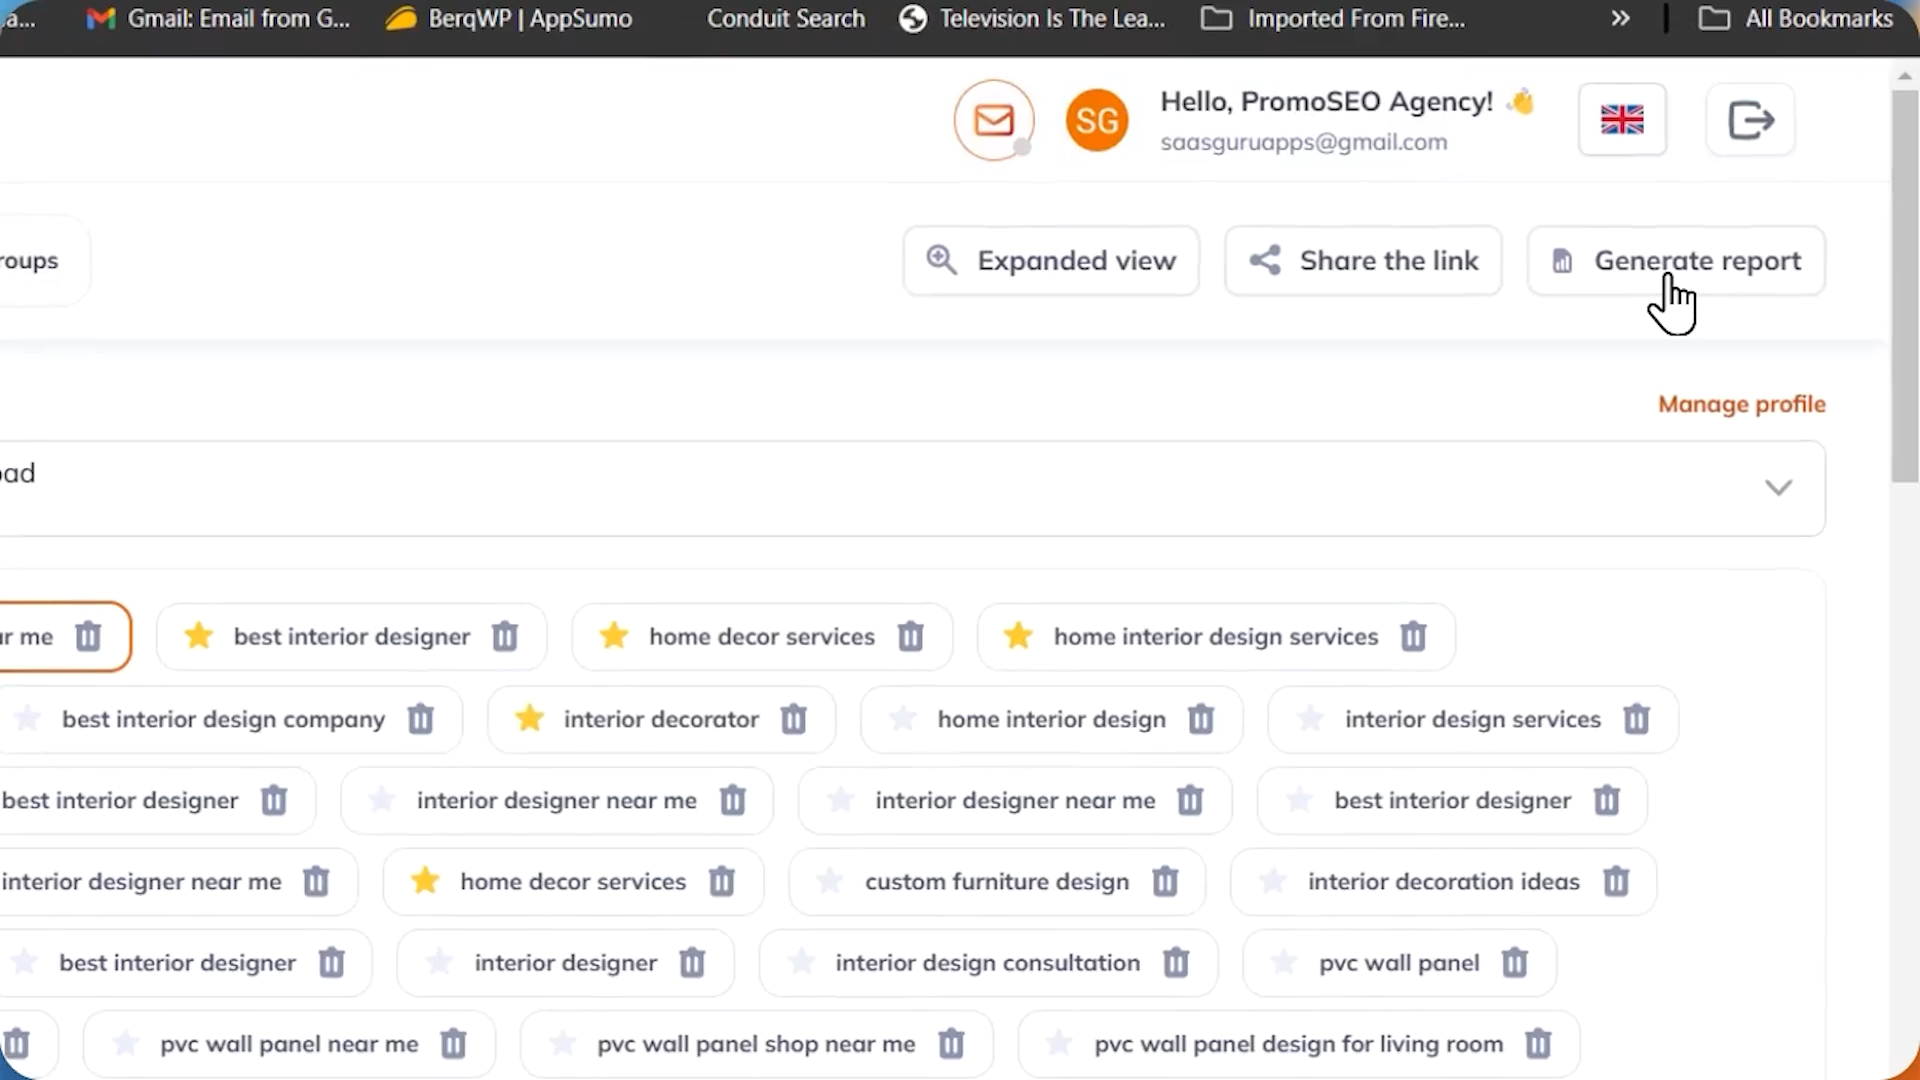 a...
Gmail: Email from G...
BerqWP | AppSumo
Conduit Search
Television Is The Lea...
Imported From Fire...
All Bookmarks
SG
Hello, PromoSEO Agency! 👋
saasguruapps@gmail.com
roups
Expanded view
Share the link
Generate report
Manage profile
oad
ar me
best interior designer
home decor services
home interior design services
best interior design company
interior decorator
home interior design
interior design services
best interior designer
interior designer near me
interior designer near me
best interior designer
interior designer near me
home decor services
custom furniture design
interior decoration ideas
best interior designer
interior designer
interior design consultation
pvc wall panel
pvc wall panel near me
pvc wall panel shop near me
pvc wall panel design for living room